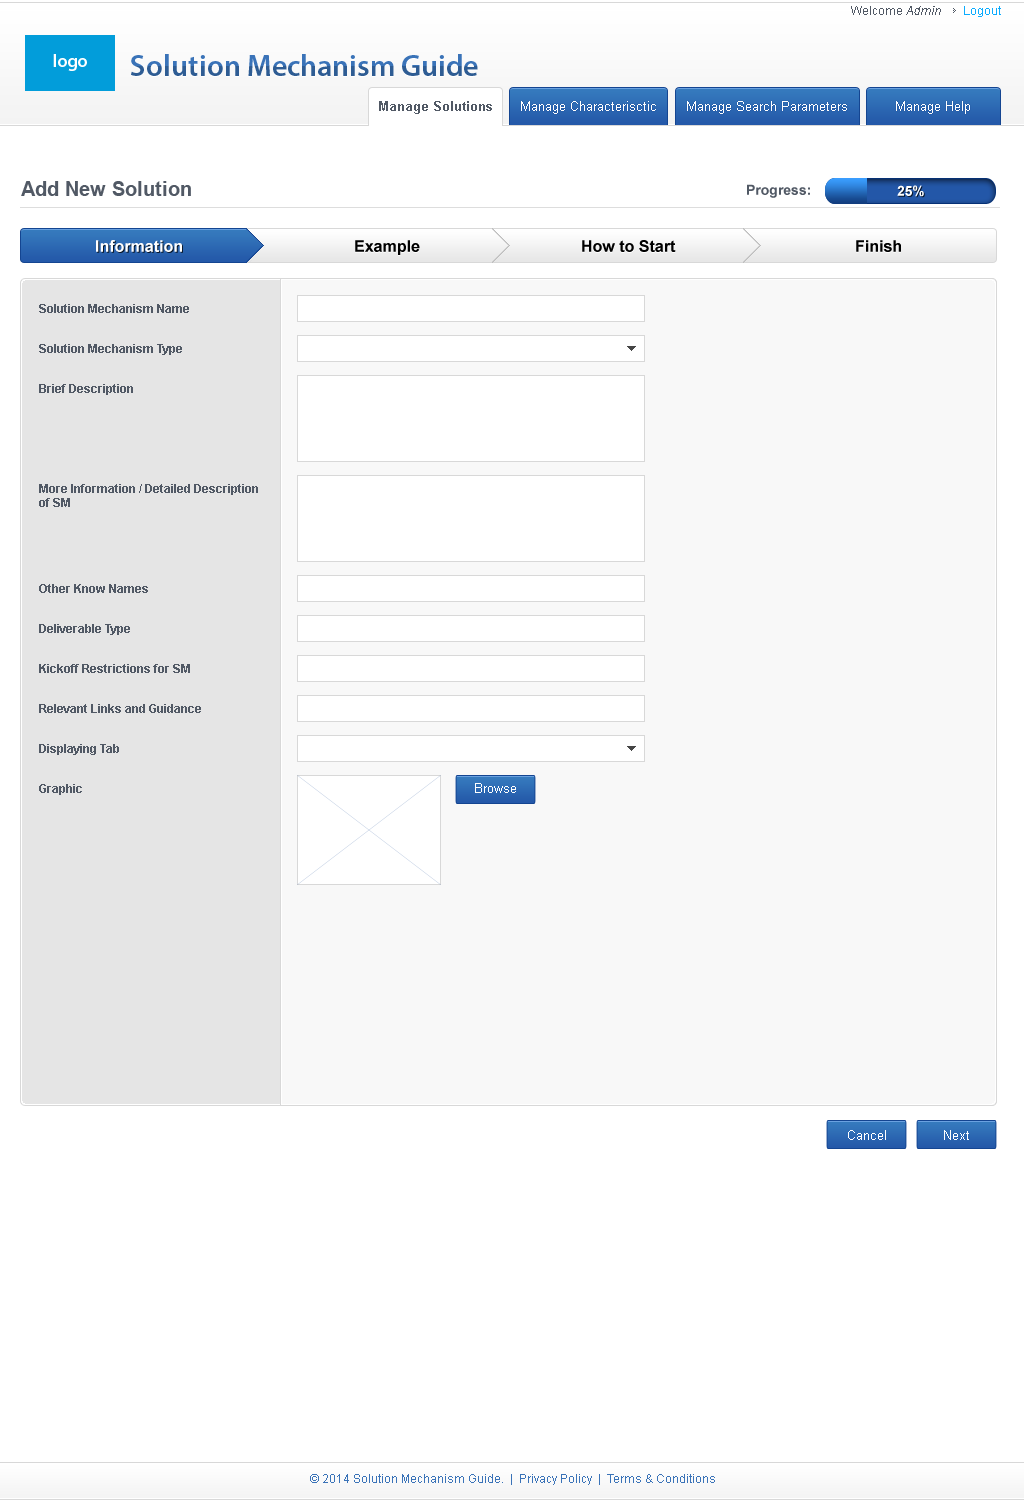 Welcome Admin › Logout
logo
Solution Mechanism Guide
Manage Solutions
Manage Characterisctic
Manage Search Parameters
Manage Help
Add New Solution
Progress:
25%
Information
Example
How to Start
Finish
Solution Mechanism Name
Solution Mechanism Type
Brief Description
More Information / Detailed Description
of SM
Other Know Names
Deliverable Type
Kickoff Restrictions for SM
Relevant Links and Guidance
Displaying Tab
Graphic
Browse
Cancel
Next
© 2014 Solution Mechanism Guide. | Privacy Policy | Terms & Conditions